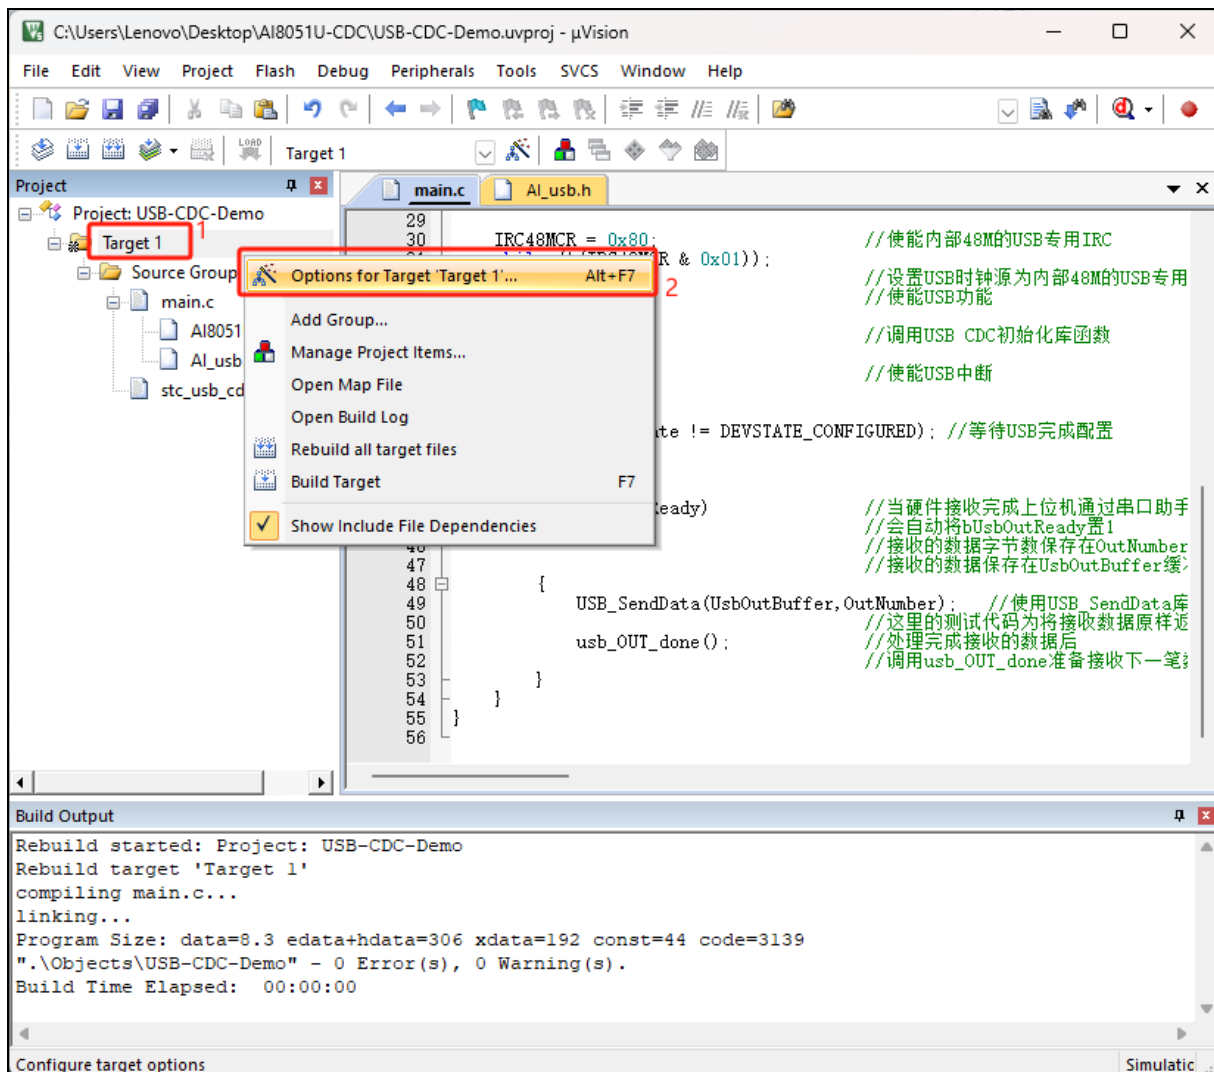 C:\Users\Lenovo\Desktop\AI8051U-CDC\USB-CDC-Demo.uvproj - µVision
File Edit View Project Flash Debug Peripherals Tools SVCS Window Help
LOAD Target 1
Project
main.c AI_usb.h
Project: USB-CDC-Demo
Target 1
1
Source Group
main.c
AI8051
AI_usb
stc_usb_cd
Options for Target 'Target 1'... Alt+F7
2
Add Group...
Manage Project Items...
Open Map File
Open Build Log
Rebuild all target files
Build Target F7
Show Include File Dependencies
29
30 IRC48MCR = 0x80; //使能内部48M的USB专用IRC
R & 0x01));
//设置USB时钟源为内部48M的USB专用
//使能USB功能
//调用USB CDC初始化库函数
//使能USB中断
te != DEVSTATE_CONFIGURED); //等待USB完成配置
eady) //当硬件接收完成上位机通过串口助手
//会自动将bUsbOutReady置1
46 //接收的数据字节数保存在OutNumber
47 //接收的数据保存在UsbOutBuffer缓
48 {
49 USB_SendData(UsbOutBuffer,OutNumber); //使用USB_SendData库
50 //这里的测试代码为将接收数据原样返
51 usb_OUT_done(); //处理完成接收的数据后
52 //调用usb_OUT_done准备接收下一笔
53 }
54 }
55 }
56
Build Output
Rebuild started: Project: USB-CDC-Demo
Rebuild target 'Target 1'
compiling main.c...
linking...
Program Size: data=8.3 edata+hdata=306 xdata=192 const=44 code=3139
".\Objects\USB-CDC-Demo" - 0 Error(s), 0 Warning(s).
Build Time Elapsed: 00:00:00
Configure target options Simulatic